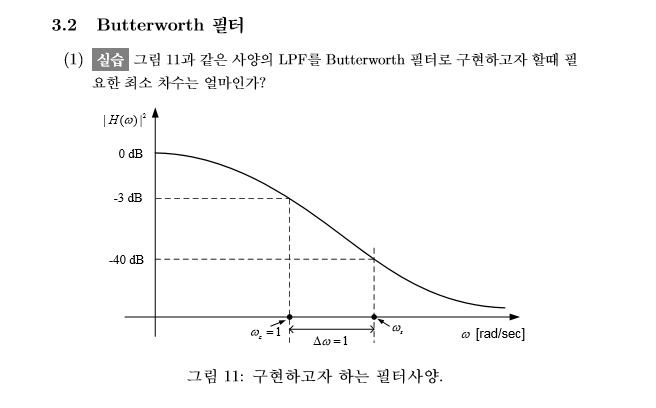 3.2 Butterworth 필터
(1) 실습 그림 11과 같은 사양의 LPF를 Butterworth 필터로 구현하고자 할때 필
요한 최소 차수는 얼마인가?
|H(ω)|²
0 dB
-3 dB
-40 dB
ω_c =1
Δω=1
ω_s
ω [rad/sec]
그림 11: 구현하고자 하는 필터사양.